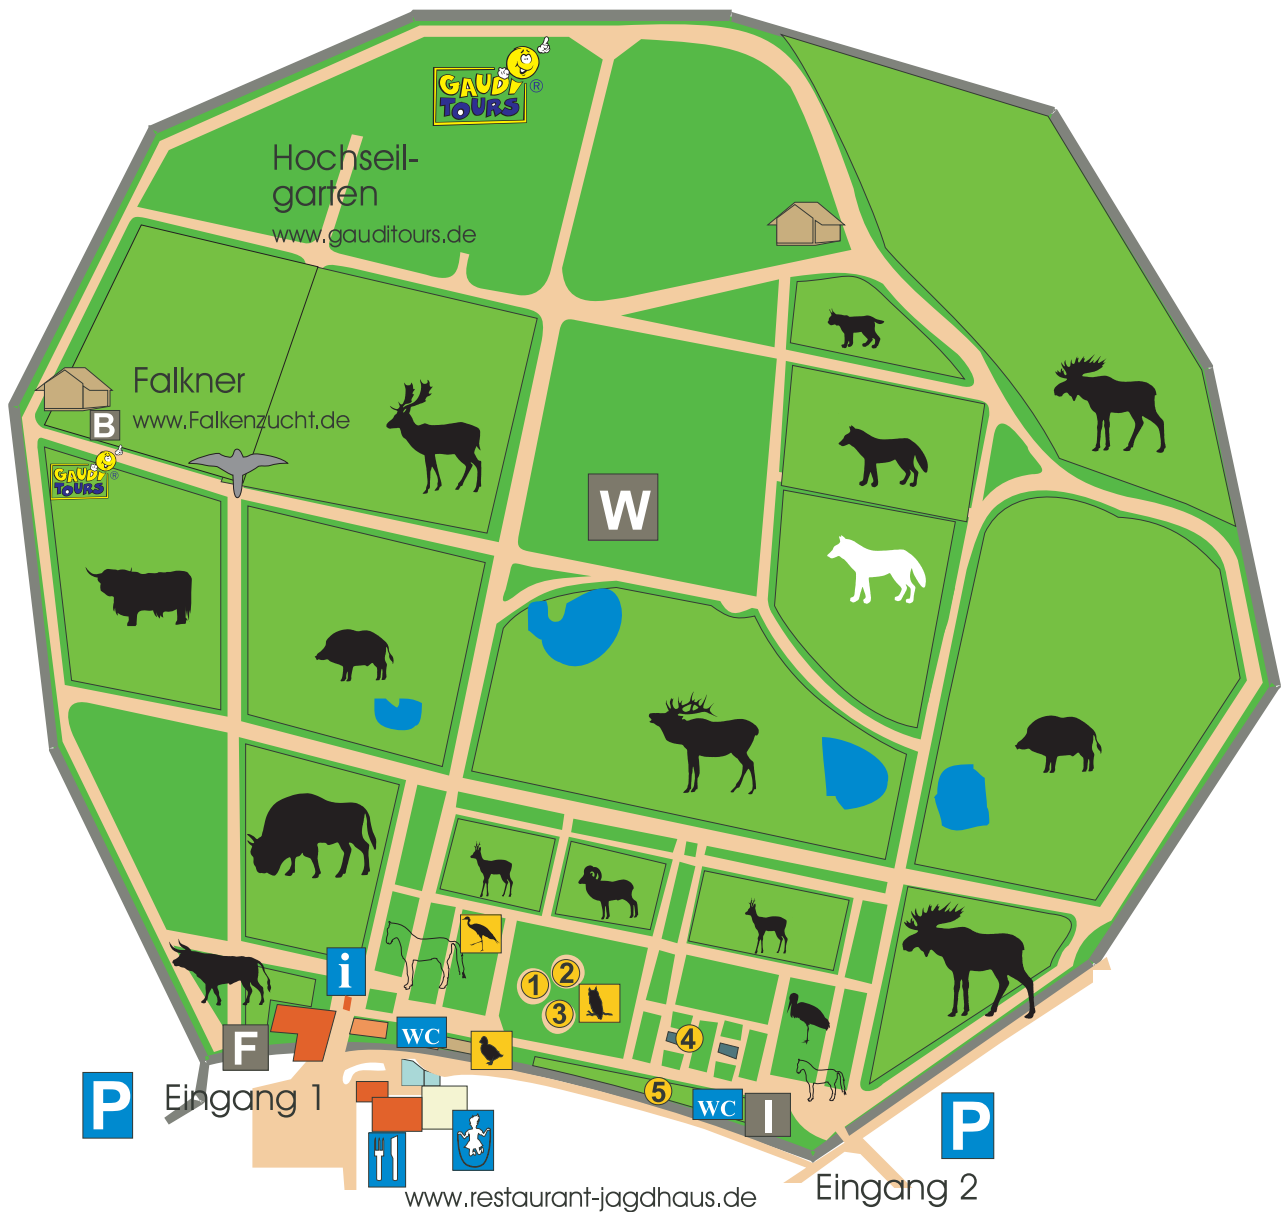 GAUDI
TOURS ®
Hochseil-
garten
www.gauditours.de
Falkner
www.Falkenzucht.de
B
GAUDI
TOURS ®
W
i
1
2
3
4
5
F
WC
P
Eingang 1
WC
I
P
Eingang 2
www.restaurant-jagdhaus.de